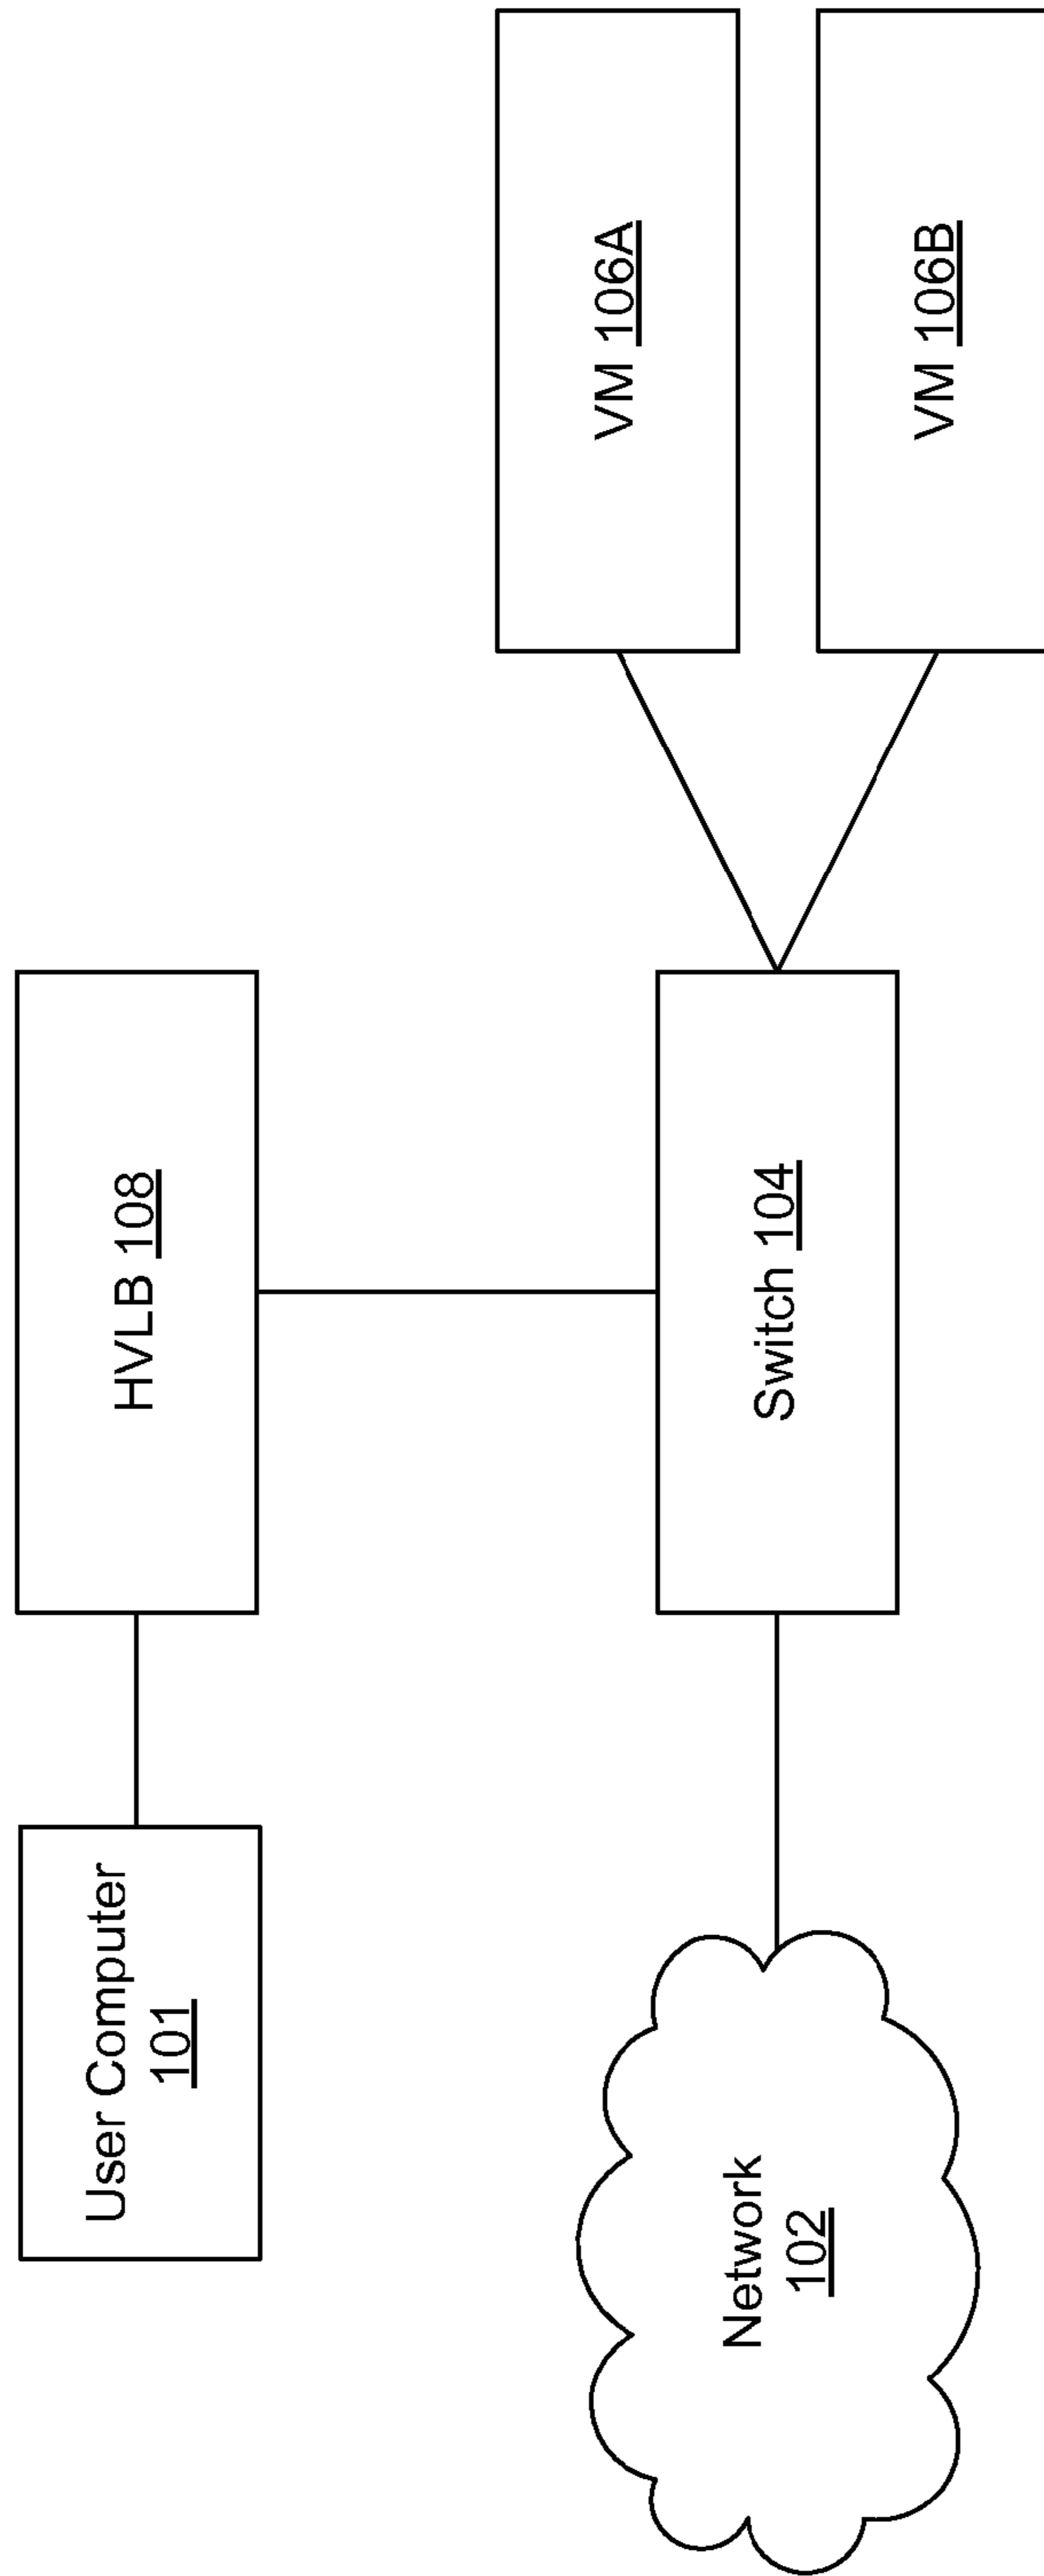 User Computer
101
HVLB 108
Network
102
Switch 104
VM 106A
VM 106B